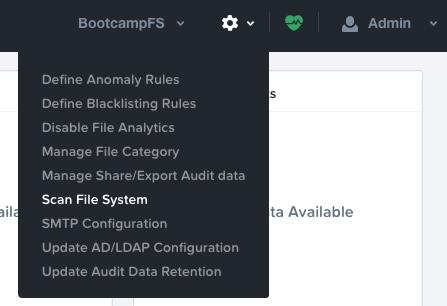 BootcampFS
Admin
Define Anomaly Rules
Define Blacklisting Rules
Disable File Analytics
Manage File Category
Manage Share/Export Audit data
Scan File System
SMTP Configuration
ta Available
Update AD/LDAP Configuration
Update Audit Data Retention